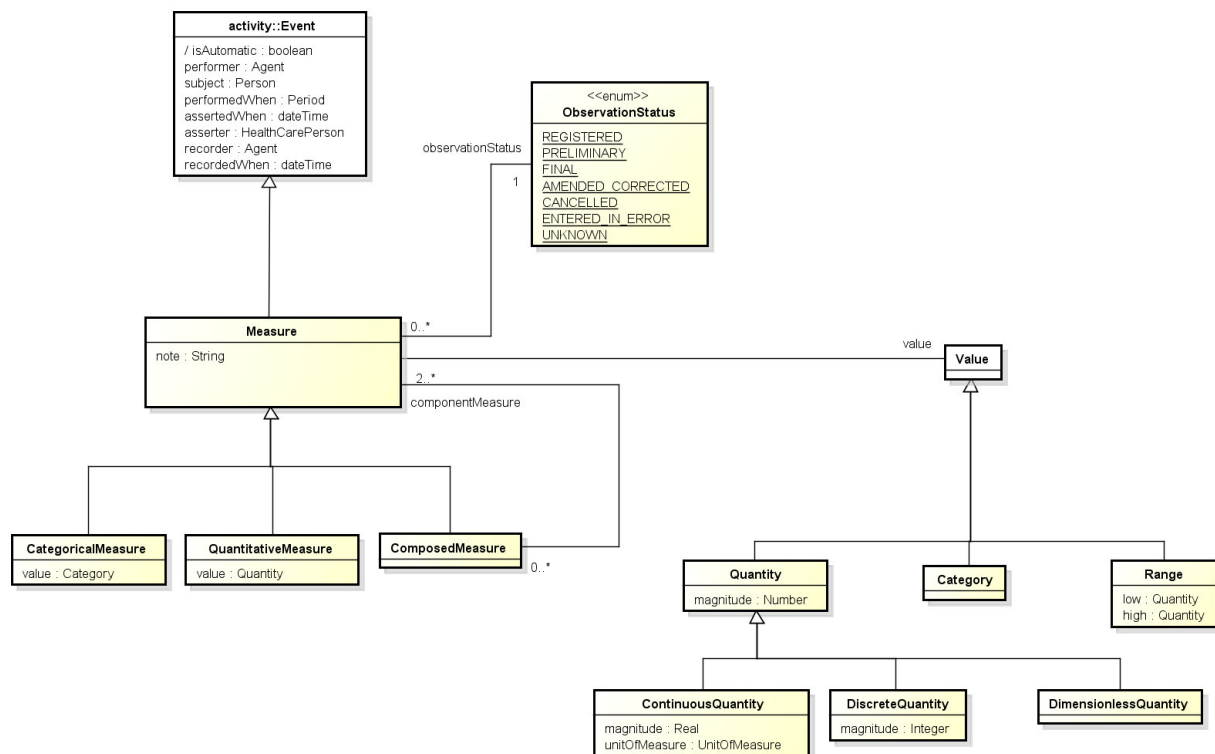 activity::Event
/ isAutomatic : boolean
performer : Agent
subject : Person
performedWhen : Period
assertedWhen : dateTime
asserter : HealthCarePerson
recorder : Agent
recordedWhen : dateTime
<<enum>>
ObservationStatus
REGISTERED
PRELIMINARY
FINAL
AMENDED_CORRECTED
CANCELLED
ENTERED_IN_ERROR
UNKNOWN
observationStatus
1
0..*
Measure
note : String
value
Value
2..*
componentMeasure
CategoricalMeasure
value : Category
QuantitativeMeasure
value : Quantity
ComposedMeasure
0..*
Quantity
magnitude : Number
Category
Range
low : Quantity
high : Quantity
ContinuousQuantity
magnitude : Real
unitOfMeasure : UnitOfMeasure
DiscreteQuantity
magnitude : Integer
DimensionlessQuantity